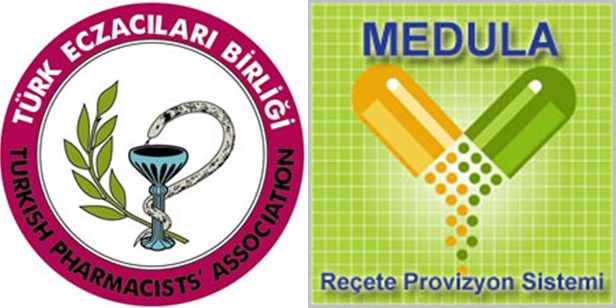 TÜRK ECZACILARI BİRLİĞİ
TURKISH PHARMACISTS' ASSOCIATION
MEDULA
Reçete Provizyon Sistemi